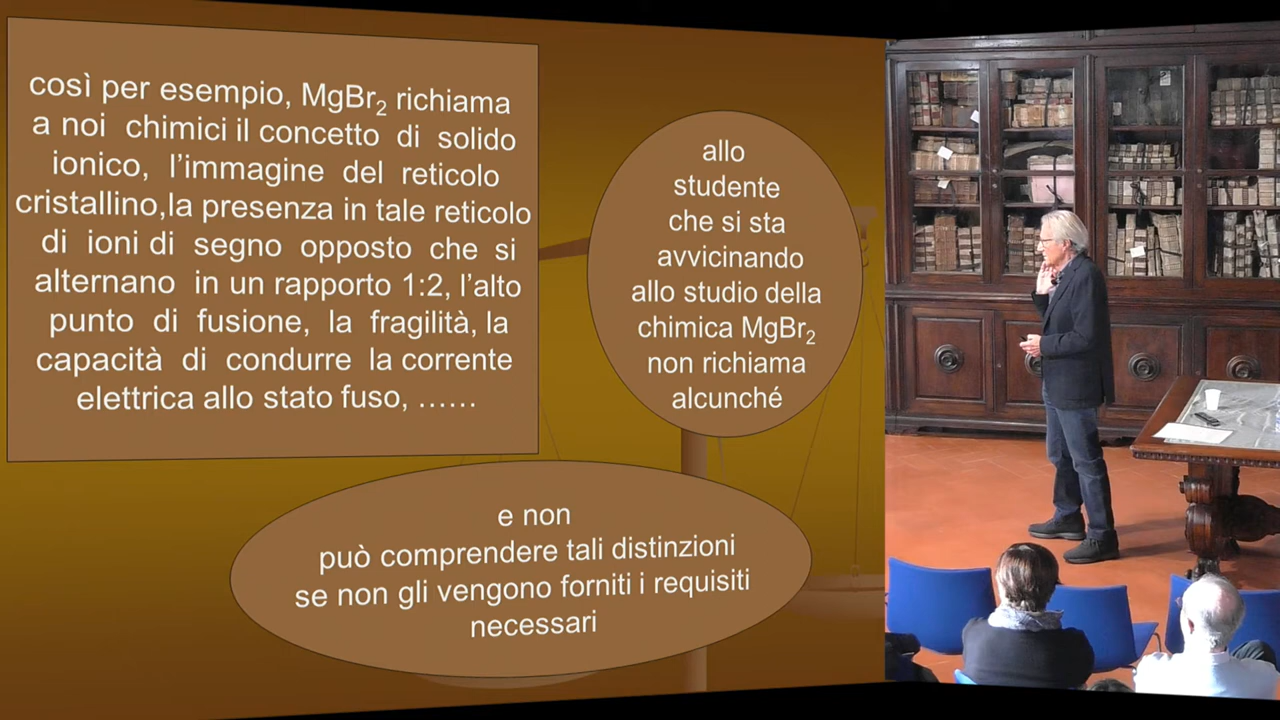 così per esempio, MgBr₂ richiama
a noi chimici il concetto di solido
ionico, l'immagine del reticolo
cristallino,la presenza in tale reticolo
di ioni di segno opposto che si
alternano in un rapporto 1:2, l'alto
punto di fusione, la fragilità, la
capacità di condurre la corrente
elettrica allo stato fuso, ……
allo
studente
che si sta
avvicinando
allo studio della
chimica MgBr₂
non richiama
alcunché
e non
può comprendere tali distinzioni
se non gli vengono forniti i requisiti
necessari